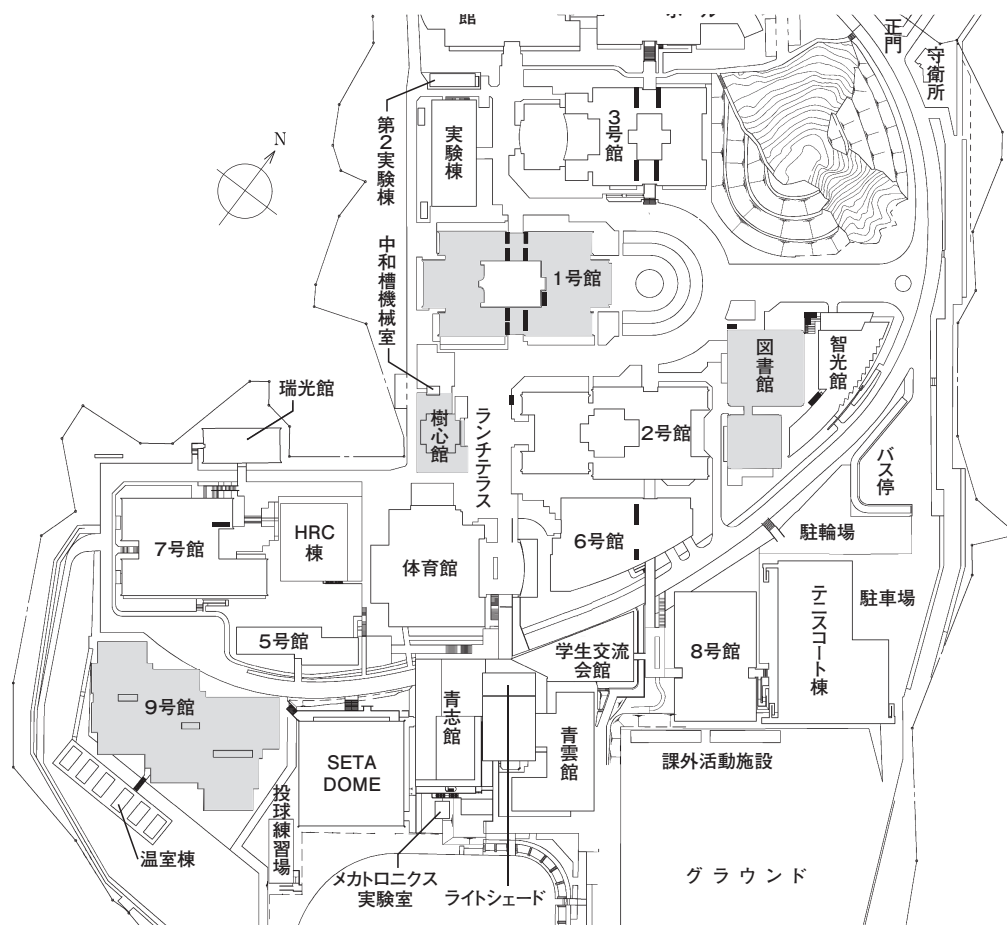 館
ホール
正門
守衛所
第2実験棟
実験棟
3号館
N
中和槽機械室
1号館
図書館
智光館
瑞光館
樹心館
ランチテラス
2号館
バス停
7号館
HRC
棟
体育館
6号館
駐輪場
テニスコート棟
駐車場
5号館
学生交流
会館
8号館
9号館
青志館
青雲館
SETA
DOME
課外活動施設
投球練習場
温室棟
メカトロニクス
実験室
ライトシェード
グラウンド